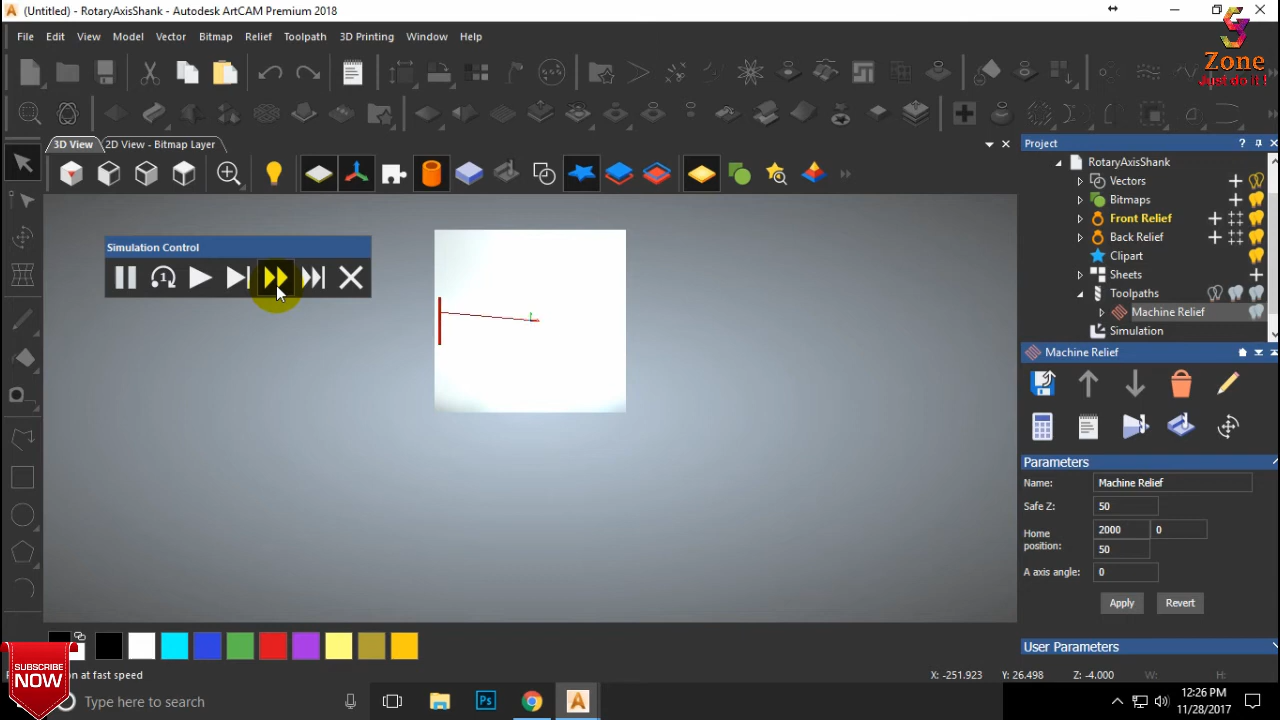 (Untitled) - RotaryAxisShank - Autodesk ArtCAM Premium 2018
File Edit View Model Vector Bitmap Relief Toolpath 3D Printing Window Help
Zone
Just do it !
3D View 2D View - Bitmap Layer
Project
RotaryAxisShank
Vectors
Bitmaps
Front Relief
Back Relief
Clipart
Sheets
Toolpaths
Machine Relief
Simulation
Simulation Control
1
Machine Relief
Parameters
Name: Machine Relief
Safe Z: 50
Home position: 2000 0
50
A axis angle: 0
Apply Revert
User Parameters
SUBSCRIBE
NOW
on at fast speed
X: -251.923 Y: 26.498 Z: -4.000 W: H:
Type here to search
Ps
12:26 PM
11/28/2017